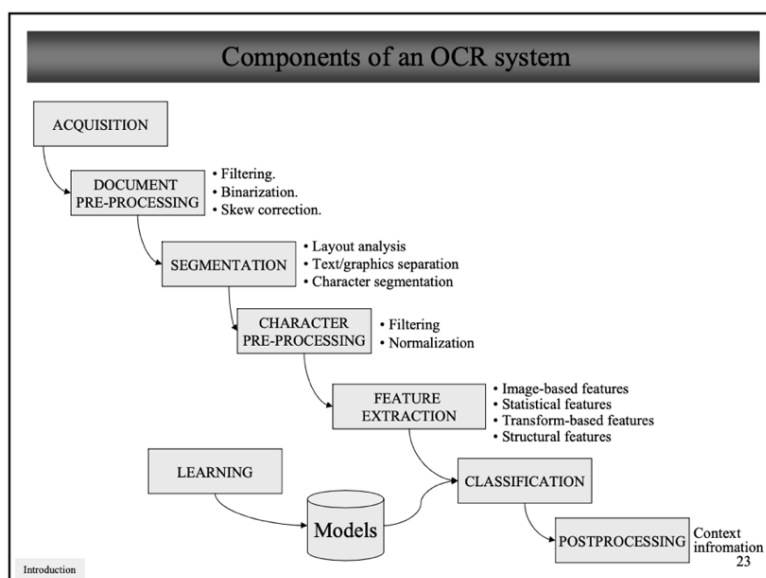 Components of an OCR system
ACQUISITION
DOCUMENT
PRE-PROCESSING
• Filtering.
• Binarization.
• Skew correction.
SEGMENTATION
• Layout analysis
• Text/graphics separation
• Character segmentation
CHARACTER
PRE-PROCESSING
• Filtering
• Normalization
FEATURE
EXTRACTION
• Image-based features
• Statistical features
• Transform-based features
• Structural features
LEARNING
Models
CLASSIFICATION
POSTPROCESSING
Context
infromation
23
Introduction